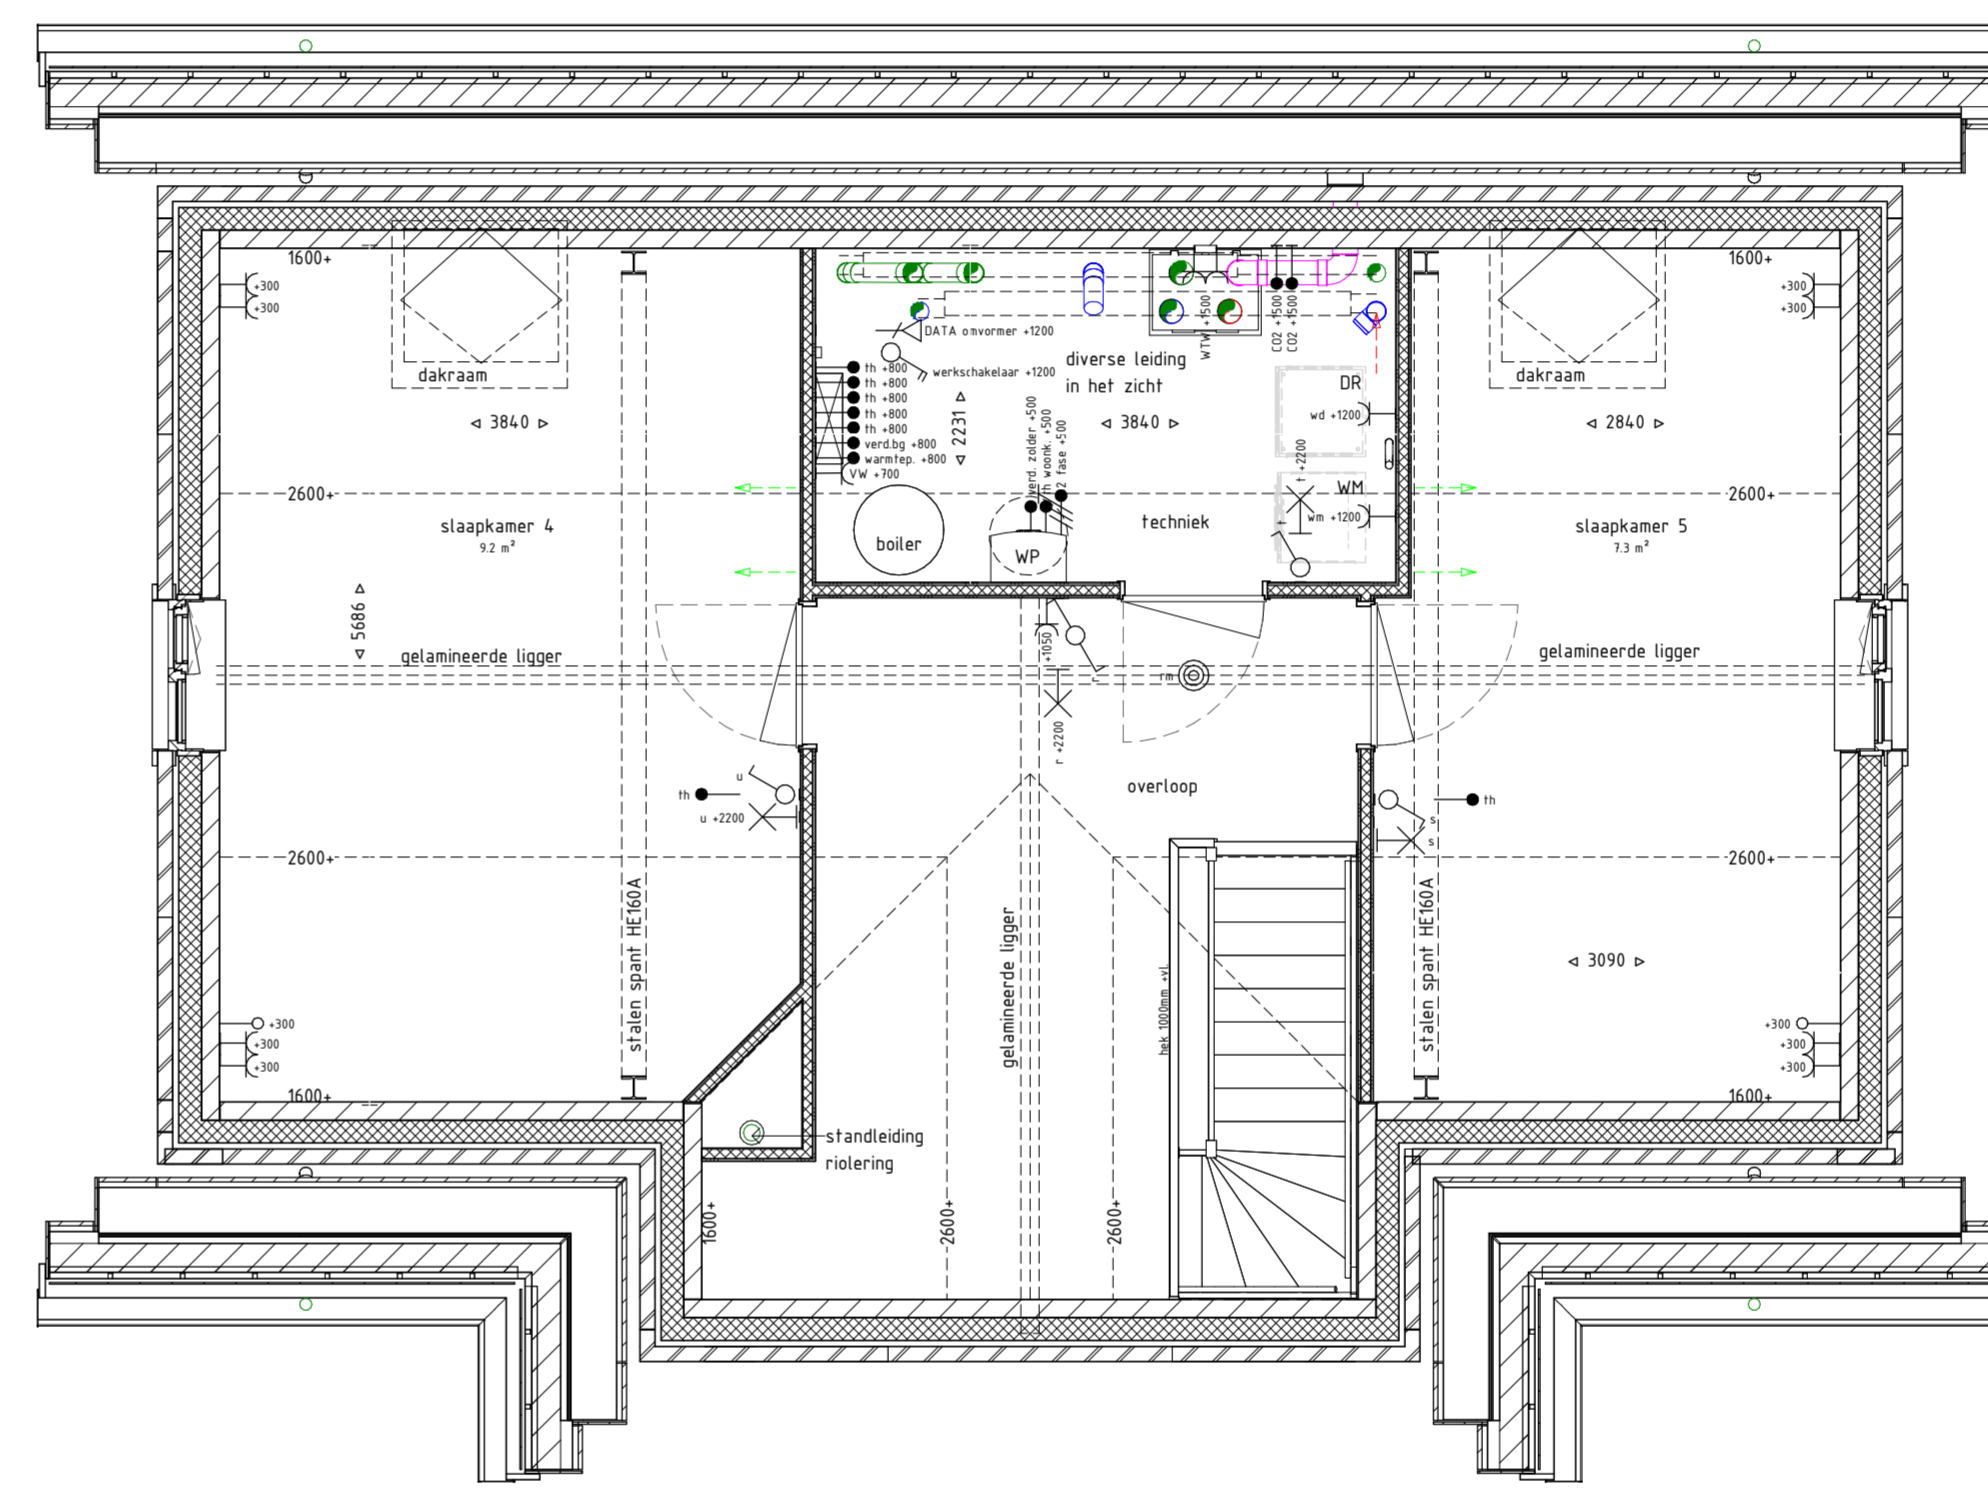 1600+
1600+
+300
+300
+300
+300
DATA omvormer +1200
werkschakelaar +1200
WTW +1500
CO2 +1500
CO2 +1500
diverse leiding
in het zicht
dakraam
dakraam
th +800
th +800
th +800
th +800
th +800
verd.bg +800
warmtep. +800
VW +700
DR
wd +1200
3840
2231
3840
2840
verd. zolder +500
th woonk. +500
2 fase +500
t +2200
2600+
2600+
WM
wm +1200
t
slaapkamer 4
9.2 m²
techniek
slaapkamer 5
7.3 m²
boiler
WP
5686
+1050
gelamineerde ligger
gelamineerde ligger
r
rm
r +2200
overloop
u
th
u +2200
th
s
s
2600+
2600+
stalen spant HE160A
gelamineerde ligger
hek 1000mm +vl.
stalen spant HE160A
3090
+300
+300
+300
+300
+300
+300
1600+
1600+
standleiding
riolering
1600+
2600+
2600+